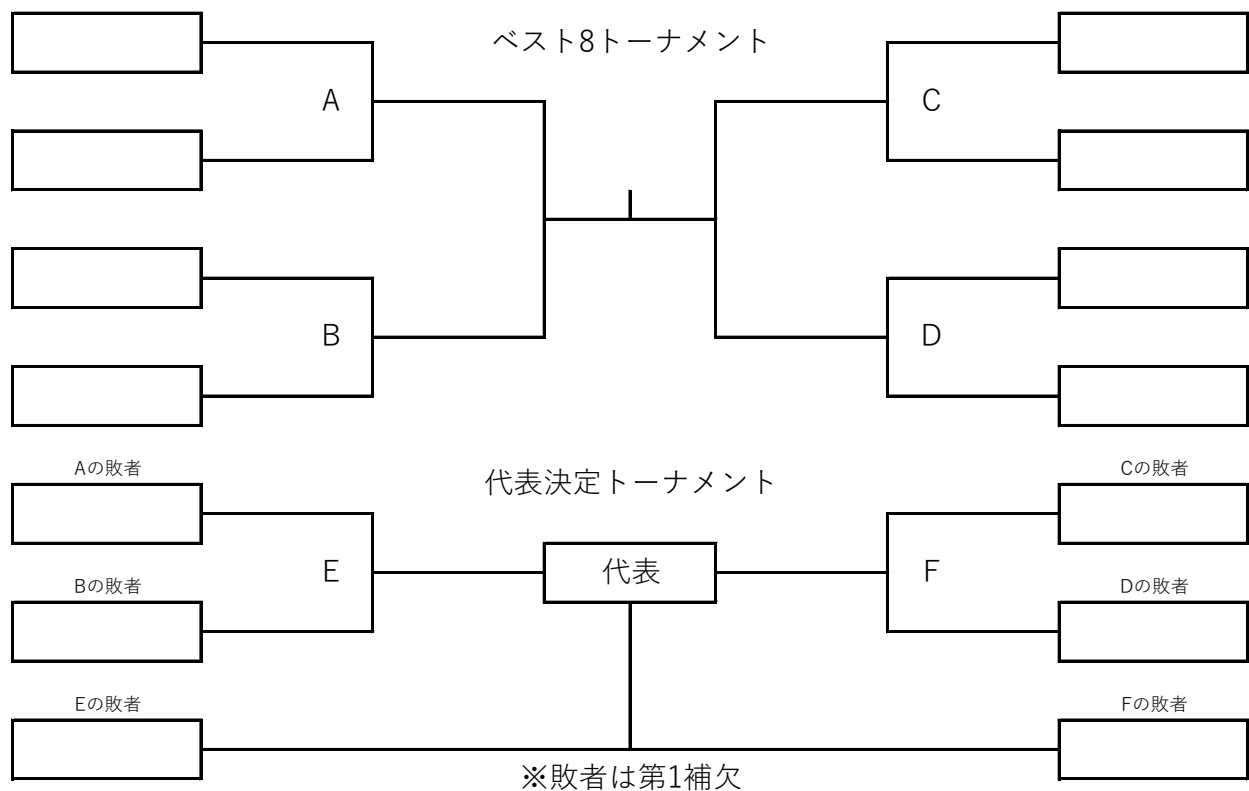 ベスト8トーナメント
A
C
B
D
Aの敗者
代表決定トーナメント
Cの敗者
E
代表
F
Bの敗者
Dの敗者
Eの敗者
Fの敗者
※敗者は第1補欠